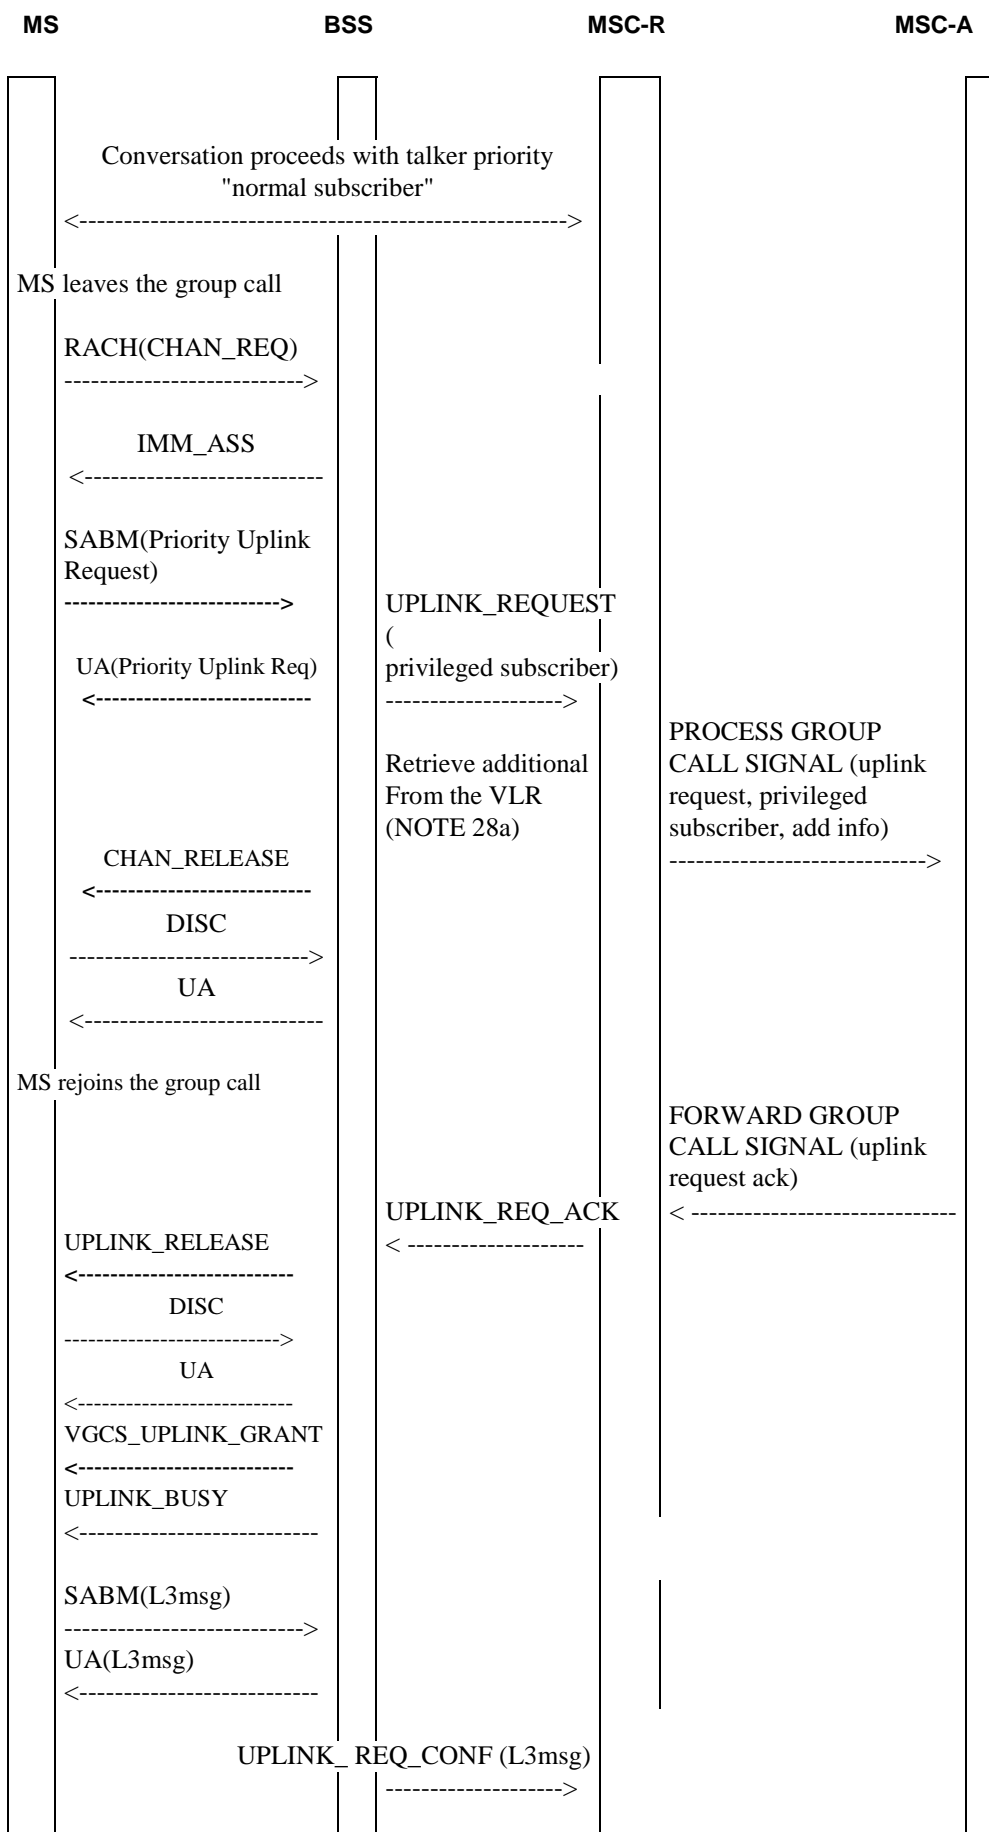 MS BSS MSC-R MSC-A
Conversation proceeds with talker priority
"normal subscriber"
<------------------------------------------------------->
MS leaves the group call
RACH(CHAN_REQ)
--------------------------->
IMM_ASS
<---------------------------
SABM(Priority Uplink
Request)
--------------------------->
UPLINK_REQUEST
(
privileged subscriber)
-------------------->
UA(Priority Uplink Req)
<---------------------------
PROCESS GROUP
CALL SIGNAL (uplink
request, privileged
subscriber, add info)
----------------------------->
Retrieve additional
From the VLR
(NOTE 28a)
CHAN_RELEASE
<---------------------------
DISC
--------------------------->
UA
<---------------------------
MS rejoins the group call
FORWARD GROUP
CALL SIGNAL (uplink
request ack)
< ------------------------------
UPLINK_REQ_ACK
< --------------------
UPLINK_RELEASE
<---------------------------
DISC
--------------------------->
UA
<---------------------------
VGCS_UPLINK_GRANT
<---------------------------
UPLINK_BUSY
<---------------------------
SABM(L3msg)
--------------------------->
UA(L3msg)
<---------------------------
UPLINK_ REQ_CONF (L3msg)
-------------------->